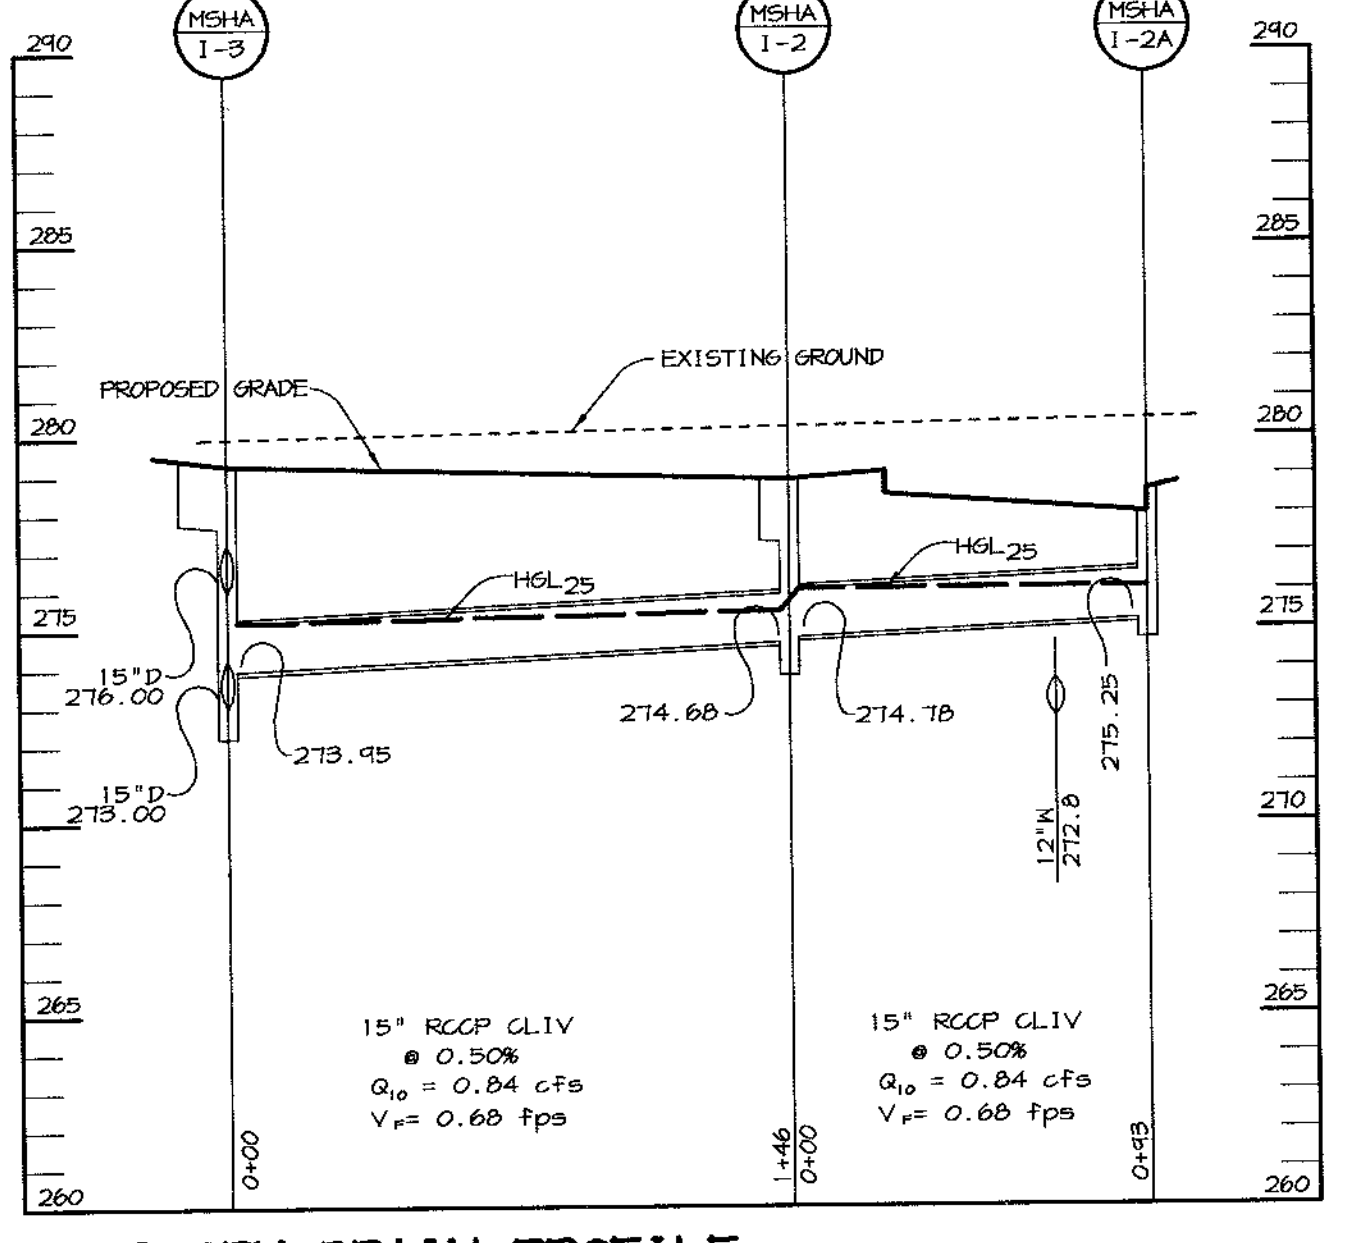 MSHA
I-3
MSHA
I-2
MSHA
I-2A
290
290
285
285
EXISTING GROUND
PROPOSED GRADE
280
280
HGL25
HGL25
275
275
15"D
276.00
274.68
274.78
275.25
273.95
15"D
273.00
12"M
272.8
270
265
265
15" RCCP CLIV
@ 0.50%
Q10 = 0.84 cfs
VF= 0.68 fps
15" RCCP CLIV
@ 0.50%
Q10 = 0.84 cfs
VF= 0.68 fps
0+00
1+46
0+00
0+93
260
260